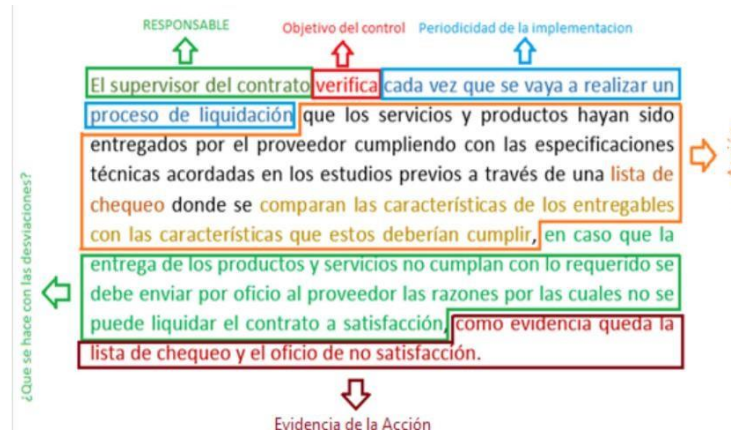 RESPONSABLE
Objetivo del control
Periodicidad de la implementacion
El supervisor del contrato verifica cada vez que se vaya a realizar un
proceso de liquidación que los servicios y productos hayan sido
entregados por el proveedor cumpliendo con las especificaciones
técnicas acordadas en los estudios previos a través de una lista de
chequeo donde se comparan las características de los entregables
con las características que estos deberían cumplir, en caso que la
entrega de los productos y servicios no cumplan con lo requerido se
debe enviar por oficio al proveedor las razones por las cuales no se
puede liquidar el contrato a satisfacción, como evidencia queda la
lista de chequeo y el oficio de no satisfacción.
¿Que se hace con las desviaciones?
Evidencia de la Acción